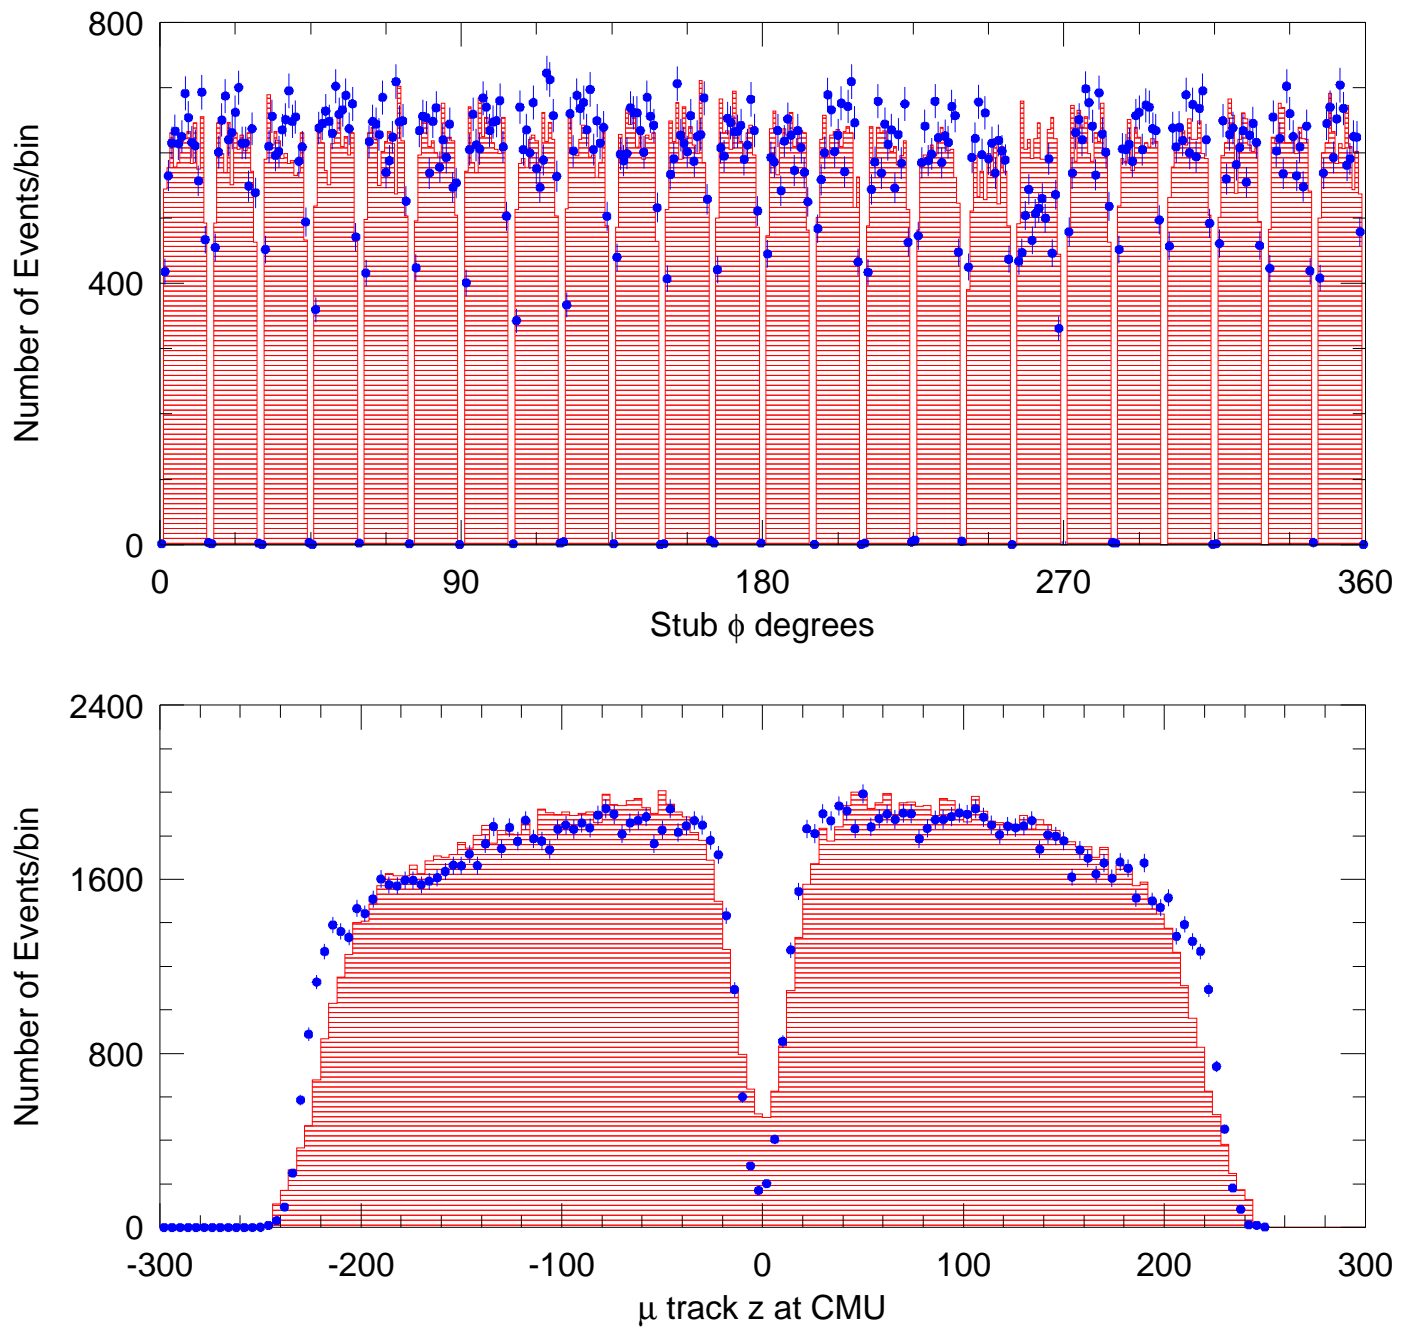 800
400
0
Number of Events/bin
0 90 180 270 360
Stub ϕ degrees
2400
1600
800
0
Number of Events/bin
-300 -200 -100 0 100 200 300
μ track z at CMU